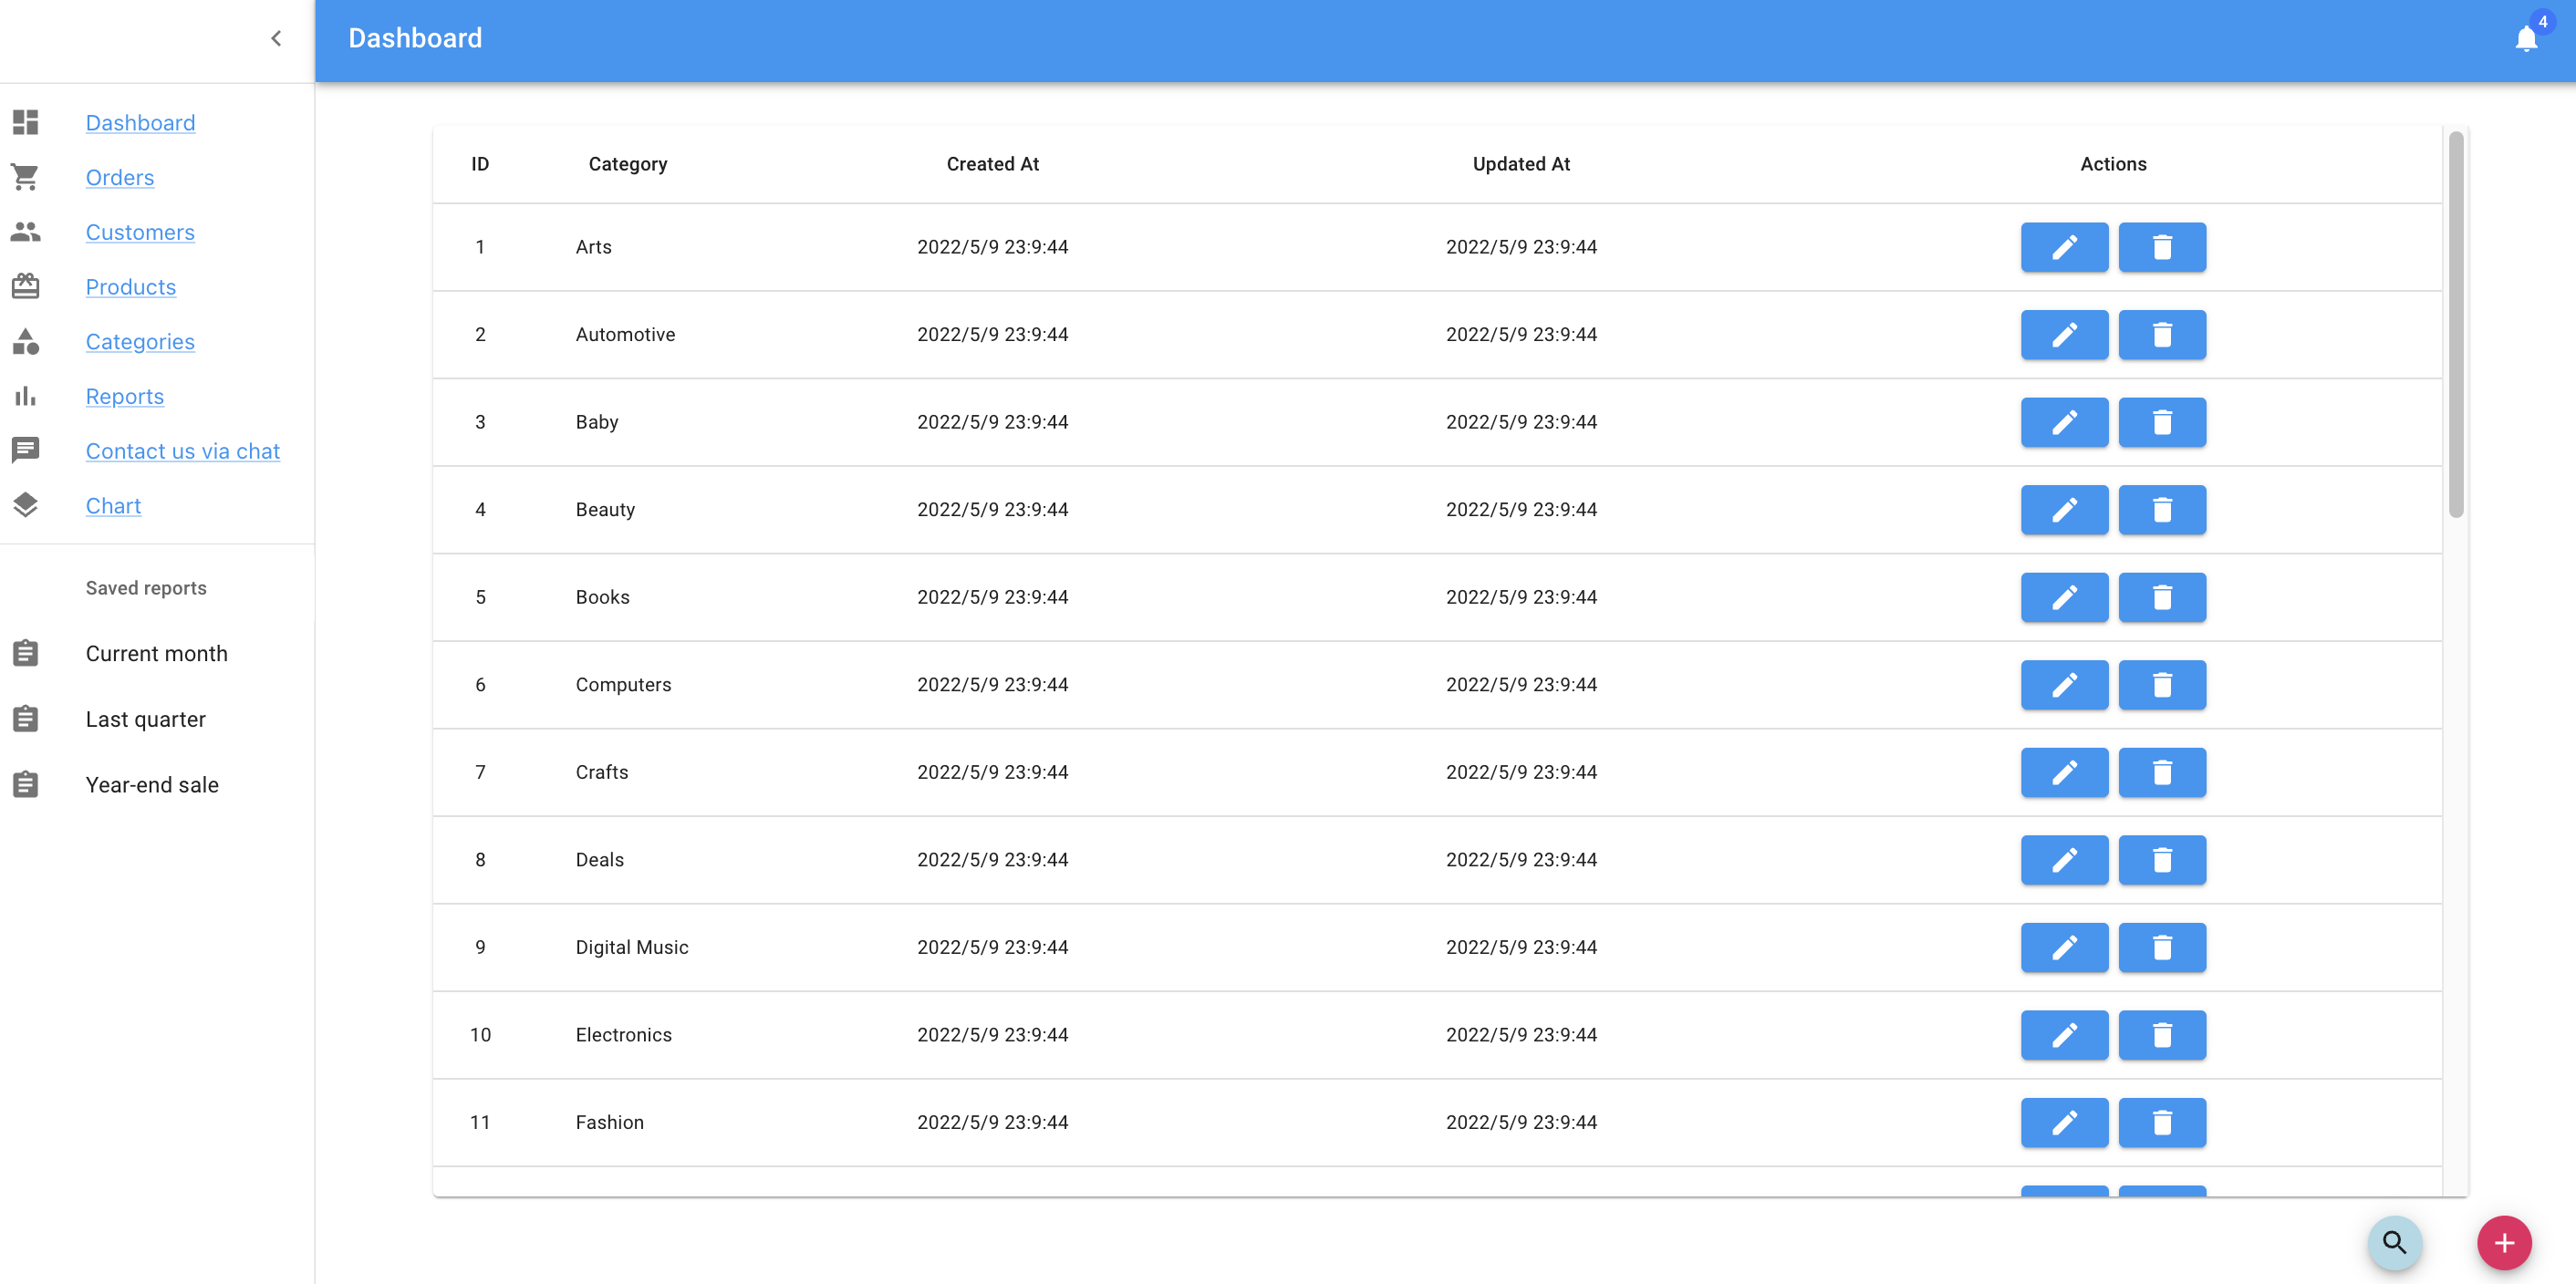 Dashboard
4
Dashboard
Orders
Customers
Products
Categories
Reports
Contact us via chat
Chart
Saved reports
Current month
Last quarter
Year-end sale
ID Category Created At Updated At Actions
1 Arts 2022/5/9 23:9:44 2022/5/9 23:9:44
2 Automotive 2022/5/9 23:9:44 2022/5/9 23:9:44
3 Baby 2022/5/9 23:9:44 2022/5/9 23:9:44
4 Beauty 2022/5/9 23:9:44 2022/5/9 23:9:44
5 Books 2022/5/9 23:9:44 2022/5/9 23:9:44
6 Computers 2022/5/9 23:9:44 2022/5/9 23:9:44
7 Crafts 2022/5/9 23:9:44 2022/5/9 23:9:44
8 Deals 2022/5/9 23:9:44 2022/5/9 23:9:44
9 Digital Music 2022/5/9 23:9:44 2022/5/9 23:9:44
10 Electronics 2022/5/9 23:9:44 2022/5/9 23:9:44
11 Fashion 2022/5/9 23:9:44 2022/5/9 23:9:44